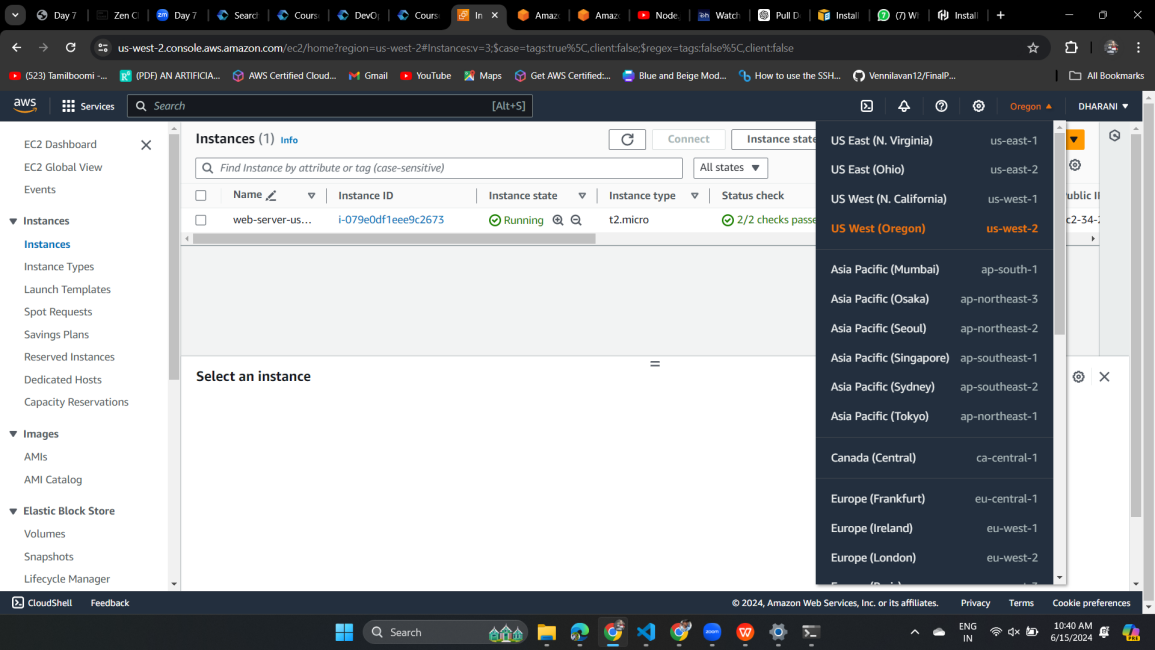 Day 7
Zen Cl
Day 7
Search
Cours
DevO
Cours
In
Amaz
Amaz
Node.
Watch
Pull D
Install
(7) W
Install
us-west-2.console.aws.amazon.com/ec2/home?region=us-west-2#Instances:v=3;$case=tags:true%5C,client:false;$regex=tags:false%5C,client:false
(523) Tamilboomi -...
(PDF) AN ARTIFICIA...
AWS Certified Cloud...
Gmail
YouTube
Maps
Get AWS Certified:...
Blue and Beige Mod...
How to use the SSH...
Vennilavan12/FinalP...
All Bookmarks
aws
Services
Search
[Alt+S]
Oregon
DHARANI
EC2 Dashboard
EC2 Global View
Events
Instances
Instances
Instance Types
Launch Templates
Spot Requests
Savings Plans
Reserved Instances
Dedicated Hosts
Capacity Reservations
Images
AMIs
AMI Catalog
Elastic Block Store
Volumes
Snapshots
Lifecycle Manager
Instances (1) Info
Connect
Instance state
Find Instance by attribute or tag (case-sensitive)
All states
Name
Instance ID
Instance state
Instance type
Status check
Public I
web-server-us...
i-079e0df1eee9c2673
Running
t2.micro
2/2 checks passe
c2-34-2
Select an instance
US East (N. Virginia) us-east-1
US East (Ohio) us-east-2
US West (N. California) us-west-1
US West (Oregon) us-west-2
Asia Pacific (Mumbai) ap-south-1
Asia Pacific (Osaka) ap-northeast-3
Asia Pacific (Seoul) ap-northeast-2
Asia Pacific (Singapore) ap-southeast-1
Asia Pacific (Sydney) ap-southeast-2
Asia Pacific (Tokyo) ap-northeast-1
Canada (Central) ca-central-1
Europe (Frankfurt) eu-central-1
Europe (Ireland) eu-west-1
Europe (London) eu-west-2
CloudShell
Feedback
© 2024, Amazon Web Services, Inc. or its affiliates.
Privacy
Terms
Cookie preferences
Search
zoom
ENG
IN
10:40 AM
6/15/2024